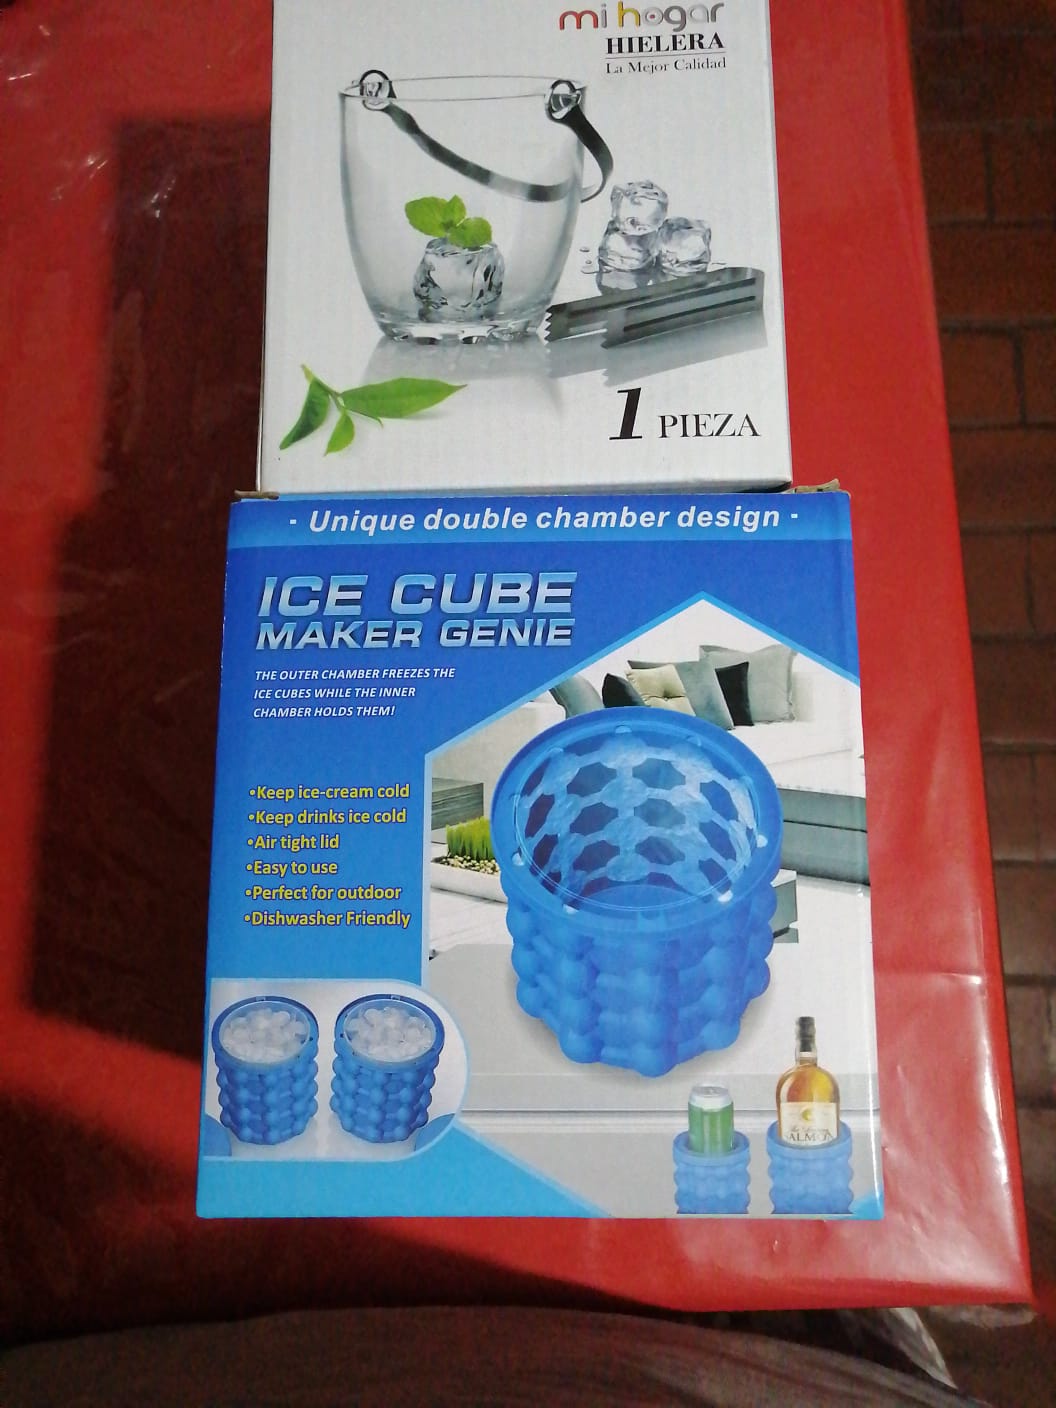 mi hogar
HIELERA
La Mejor Calidad
1 PIEZA
- Unique double chamber design -
ICE CUBE
MAKER GENIE
THE OUTER CHAMBER FREEZES THE
ICE CUBES WHILE THE INNER
CHAMBER HOLDS THEM!
•Keep ice-cream cold
•Keep drinks ice cold
•Air tight lid
•Easy to use
•Perfect for outdoor
•Dishwasher Friendly
SALMON